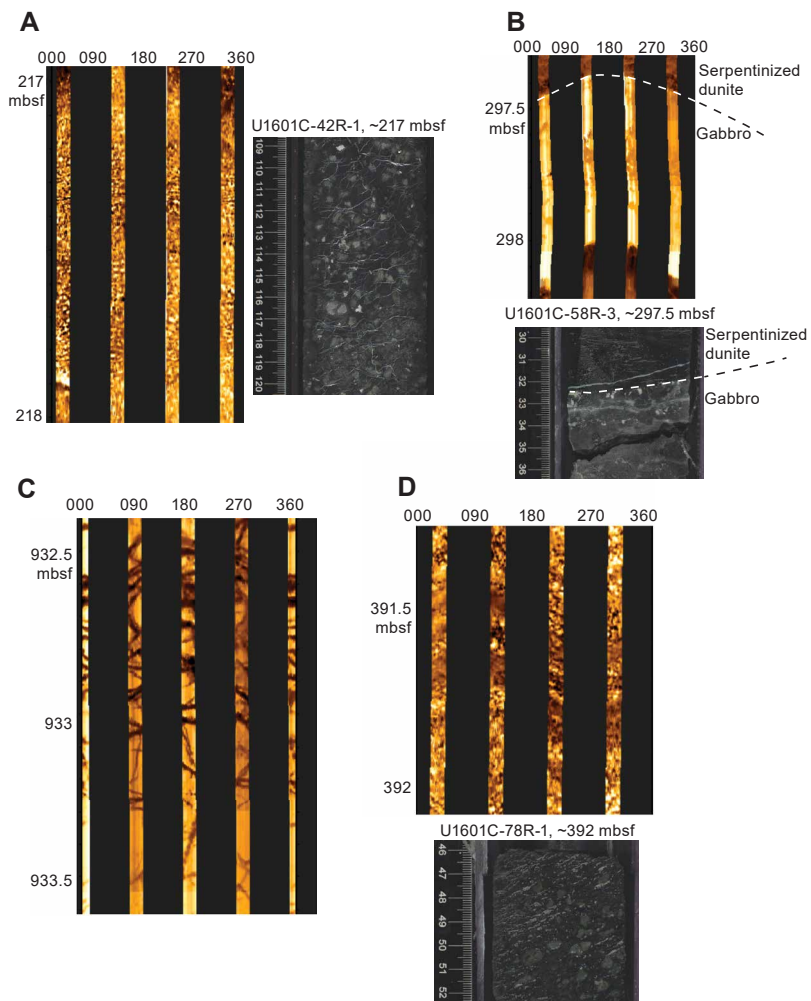 A
000 090 180 270 360
217
mbsf
218
U1601C-42R-1, ~217 mbsf
109
110
111
112
113
114
115
116
117
118
119
120
B
000 090 180 270 360
Serpentinized
dunite
297.5
mbsf
Gabbro
298
U1601C-58R-3, ~297.5 mbsf
30
31
32
33
34
35
36
Serpentinized
dunite
Gabbro
C
000 090 180 270 360
932.5
mbsf
933
933.5
D
000 090 180 270 360
391.5
mbsf
392
U1601C-78R-1, ~392 mbsf
46
47
48
49
50
51
52